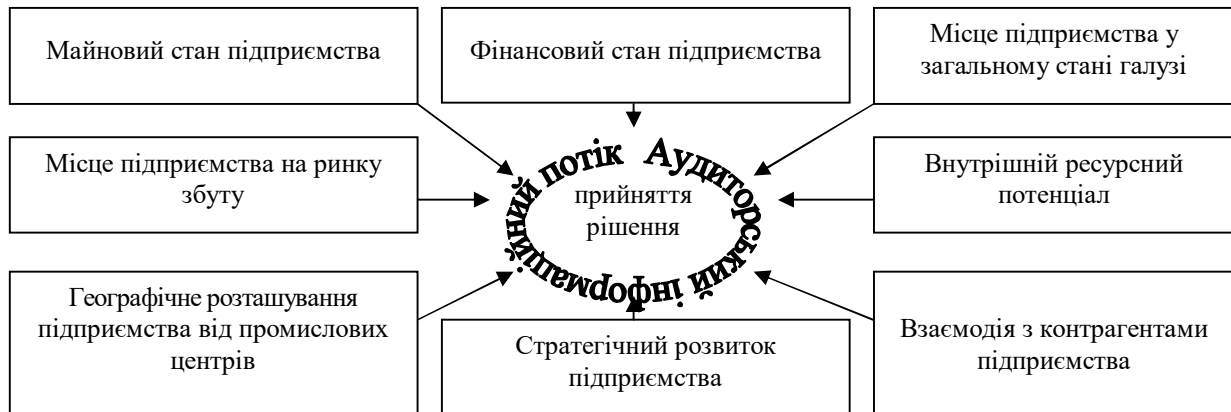 Майновий стан підприємства
Фінансовий стан підприємства
Місце підприємства у
загальному стані галузі
Місце підприємства на ринку
збуту
Аудиторський інформаційний потік
прийняття
рішення
Внутрішній ресурсний
потенціал
Географічне розташування
підприємства від промислових
центрів
Стратегічний розвиток
підприємства
Взаємодія з контрагентами
підприємства